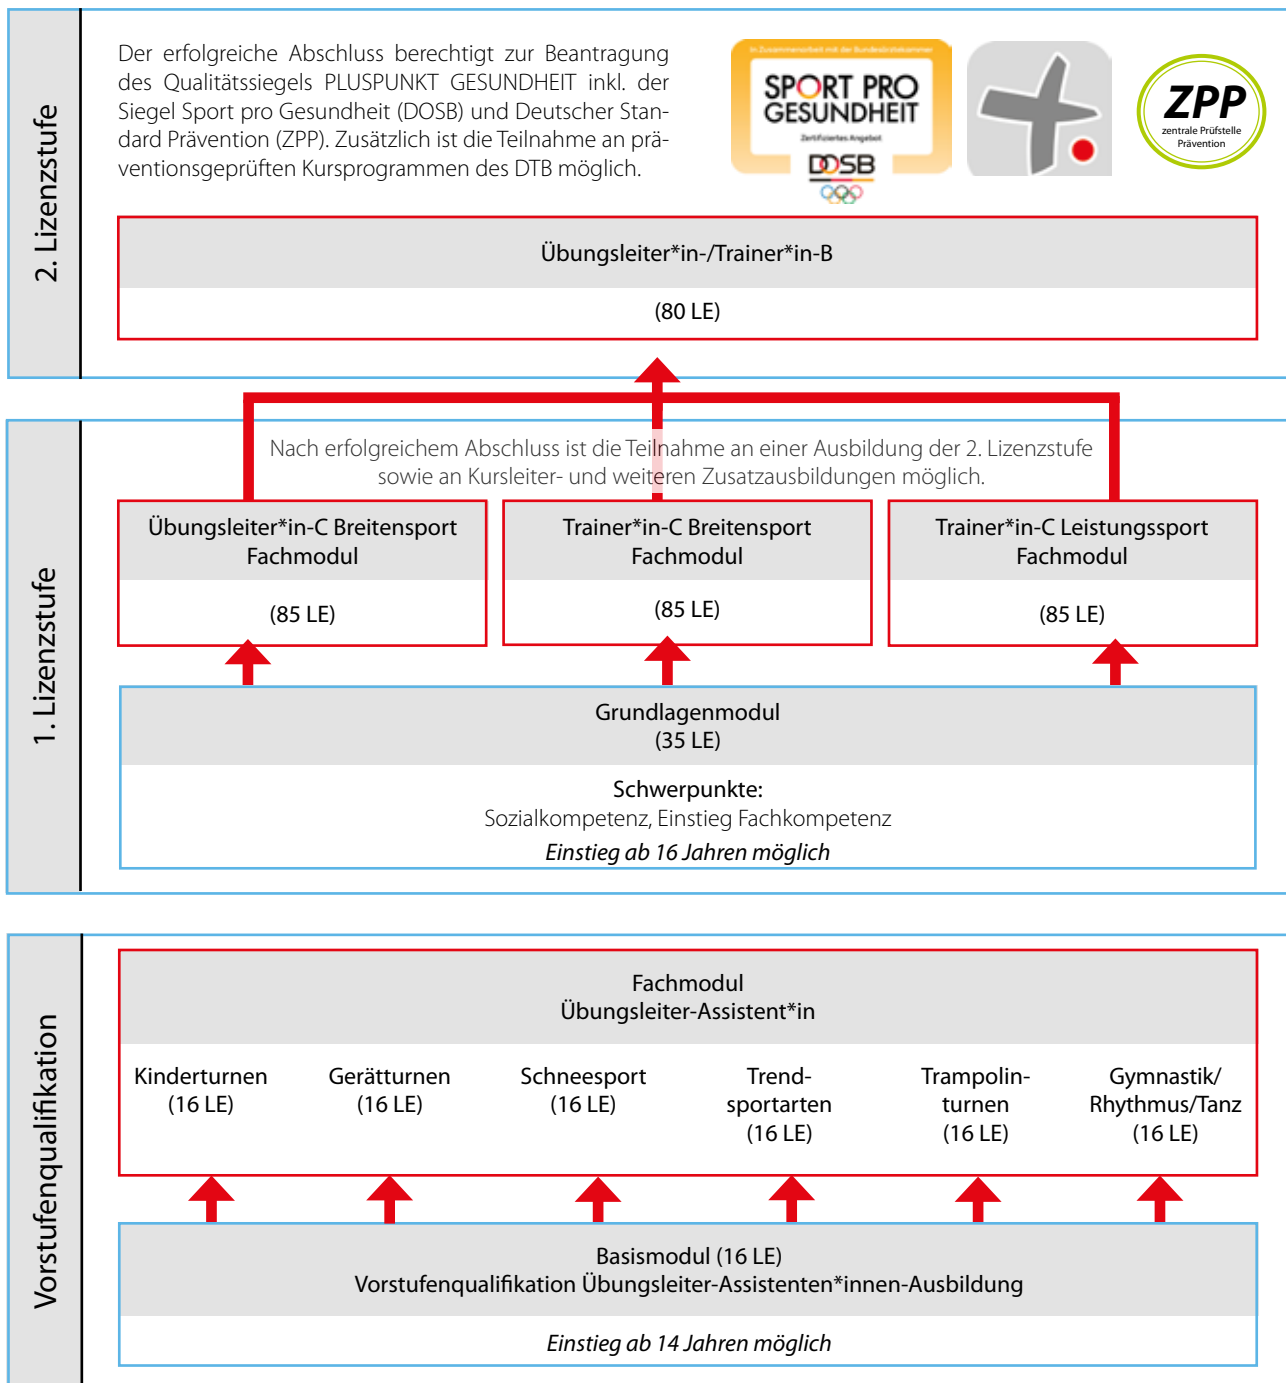 2. Lizenzstufe
Der erfolgreiche Abschluss berechtigt zur Beantragung
des Qualitätssiegels PLUSPUNKT GESUNDHEIT inkl. der
Siegel Sport pro Gesundheit (DOSB) und Deutscher Stan-
dard Prävention (ZPP). Zusätzlich ist die Teilnahme an prä-
ventionsgeprüften Kursprogrammen des DTB möglich.
In Zusammenarbeit mit der Bundesärztekammer
SPORT PRO
GESUNDHEIT
Zertifiziertes Angebot
DOSB
ZPP
zentrale Prüfstelle
Prävention
Übungsleiter*in-/Trainer*in-B
(80 LE)
1. Lizenzstufe
Nach erfolgreichem Abschluss ist die Teilnahme an einer Ausbildung der 2. Lizenzstufe
sowie an Kursleiter- und weiteren Zusatzausbildungen möglich.
Übungsleiter*in-C Breitensport
Fachmodul
(85 LE)
Trainer*in-C Breitensport
Fachmodul
(85 LE)
Trainer*in-C Leistungssport
Fachmodul
(85 LE)
Grundlagenmodul
(35 LE)
Schwerpunkte:
Sozialkompetenz, Einstieg Fachkompetenz
Einstieg ab 16 Jahren möglich
Vorstufenqualifikation
Fachmodul
Übungsleiter-Assistent*in
Kinderturnen
(16 LE)
Gerätturnen
(16 LE)
Schneesport
(16 LE)
Trend-
sportarten
(16 LE)
Trampolin-
turnen
(16 LE)
Gymnastik/
Rhythmus/Tanz
(16 LE)
Basismodul (16 LE)
Vorstufenqualifikation Übungsleiter-Assistenten*innen-Ausbildung
Einstieg ab 14 Jahren möglich